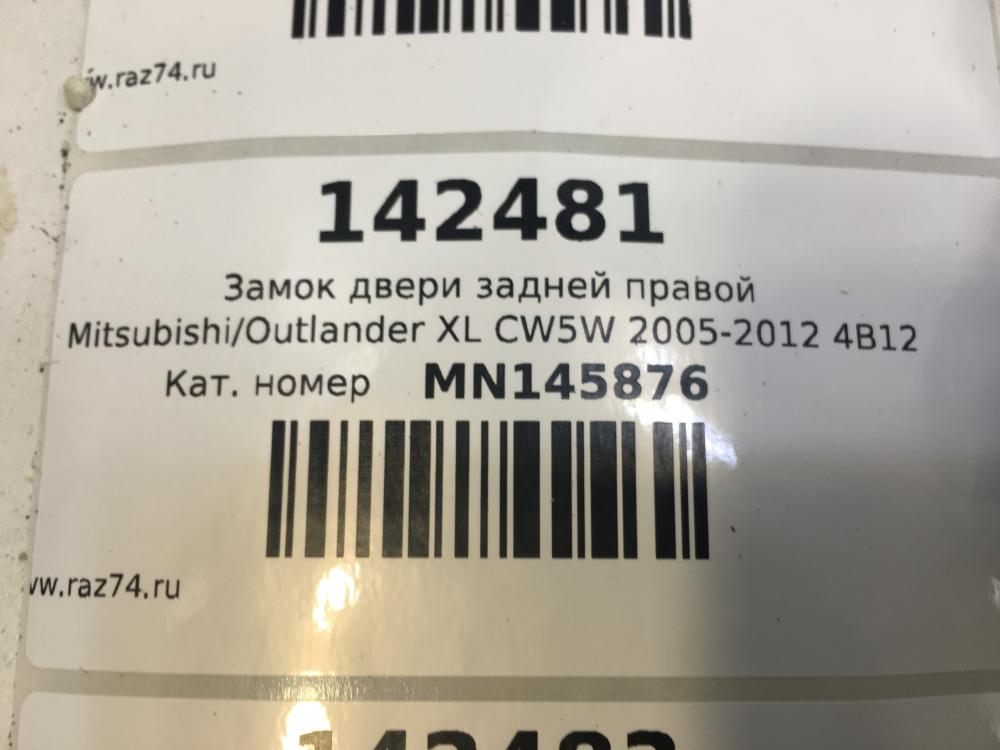 w.raz74.ru
142481
Замок двери задней правой
Mitsubishi/Outlander XL CW5W 2005-2012 4B12
Кат. номер MN145876
vw.raz74.ru